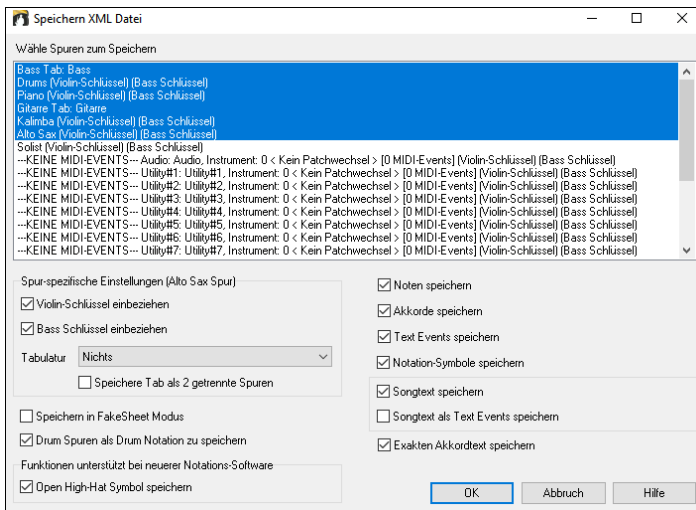 Speichern XML Datei
Wähle Spuren zum Speichern
Bass Tab: Bass
Drums (Violin-Schlüssel) (Bass Schlüssel)
Piano (Violin-Schlüssel) (Bass Schlüssel)
Gitarre Tab: Gitarre
Kalimba (Violin-Schlüssel) (Bass Schlüssel)
Alto Sax (Violin-Schlüssel) (Bass Schlüssel)
Solist (Violin-Schlüssel) (Bass Schlüssel)
---KEINE MIDI-EVENTS--- Audio: Audio, Instrument: 0 < Kein Patchwechsel > [0 MIDI-Events] (Violin-Schlüssel) (Bass Schlüssel)
---KEINE MIDI-EVENTS--- Utility#1: Utility#1, Instrument: 0 < Kein Patchwechsel > [0 MIDI-Events] (Violin-Schlüssel) (Bass Schlüssel)
---KEINE MIDI-EVENTS--- Utility#2: Utility#2, Instrument: 0 < Kein Patchwechsel > [0 MIDI-Events] (Violin-Schlüssel) (Bass Schlüssel)
---KEINE MIDI-EVENTS--- Utility#3: Utility#3, Instrument: 0 < Kein Patchwechsel > [0 MIDI-Events] (Violin-Schlüssel) (Bass Schlüssel)
---KEINE MIDI-EVENTS--- Utility#4: Utility#4, Instrument: 0 < Kein Patchwechsel > [0 MIDI-Events] (Violin-Schlüssel) (Bass Schlüssel)
---KEINE MIDI-EVENTS--- Utility#5: Utility#5, Instrument: 0 < Kein Patchwechsel > [0 MIDI-Events] (Violin-Schlüssel) (Bass Schlüssel)
---KEINE MIDI-EVENTS--- Utility#6: Utility#6, Instrument: 0 < Kein Patchwechsel > [0 MIDI-Events] (Violin-Schlüssel) (Bass Schlüssel)
---KEINE MIDI-EVENTS--- Utility#7: Utility#7, Instrument: 0 < Kein Patchwechsel > [0 MIDI-Events] (Violin-Schlüssel) (Bass Schlüssel)
Spur-spezifische Einstellungen (Alto Sax Spur)
Violin-Schlüssel einbeziehen
Bass Schlüssel einbeziehen
Tabulatur Nichts
Speichere Tab als 2 getrennte Spuren
Speichern in FakeSheet Modus
Drum Spuren als Drum Notation zu speichern
Funktionen unterstützt bei neuerer Notations-Software
Open High-Hat Symbol speichern
Noten speichern
Akkorde speichern
Text Events speichern
Notation-Symbole speichern
Songtext speichern
Songtext als Text Events speichern
Exakten Akkordtext speichern
OK
Abbruch
Hilfe